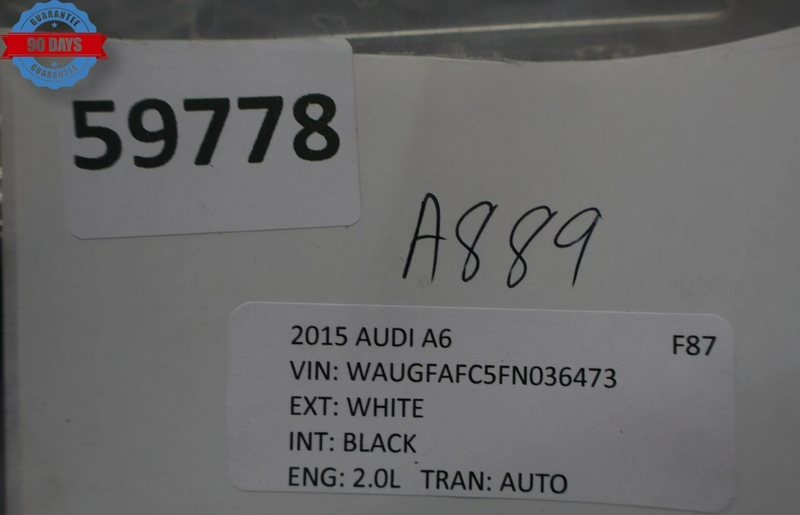 GUARANTEE
90 DAYS
GUARANTEE
59778
A889
2015 AUDI A6 F87
VIN: WAUGFAFC5FN036473
EXT: WHITE
INT: BLACK
ENG: 2.0L TRAN: AUTO